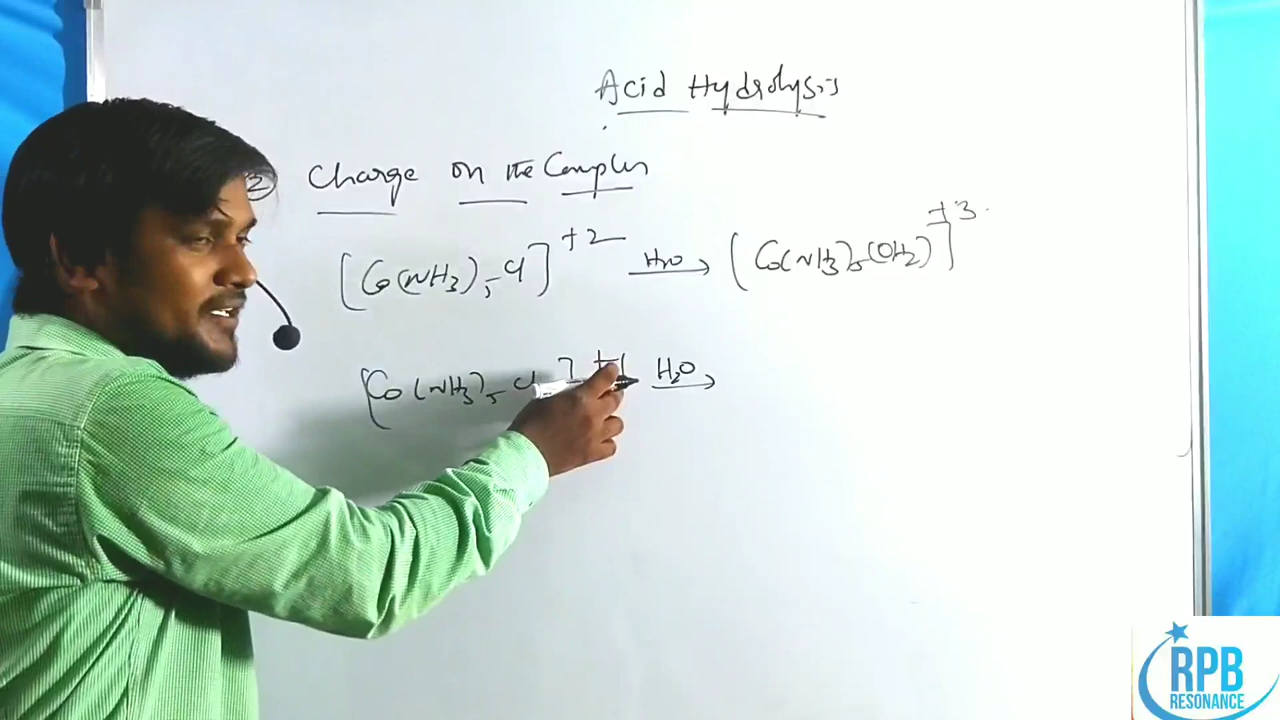 Acid Hydrolysis
② Charge on the Complex
[Co(NH3)5Cl]+2 H2O → [Co(NH3)5(OH2)]+3
[Co(NH3)5Cl]+1 H2O →
RPB
RESONANCE